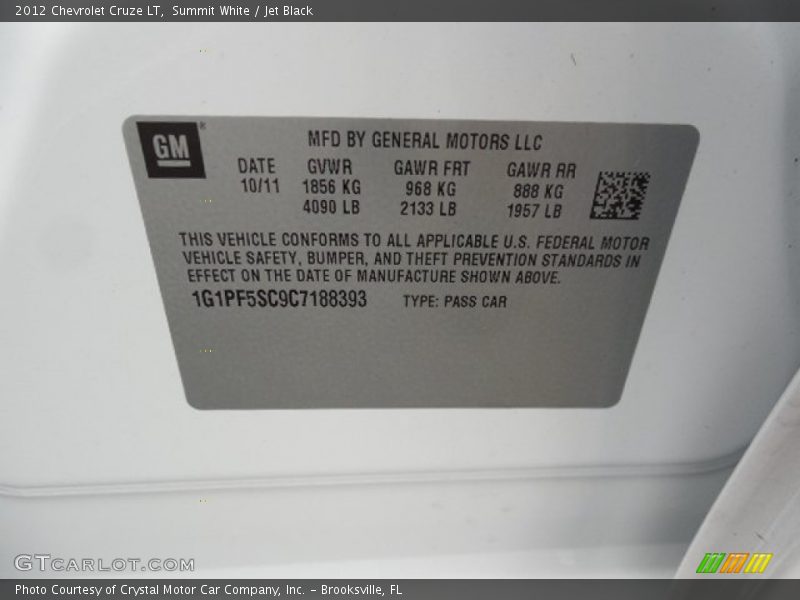 2012 Chevrolet Cruze LT, Summit White / Jet Black
GM
MFD BY GENERAL MOTORS LLC
DATE GVWR GAWR FRT GAWR RR
10/11 1856 KG 968 KG 888 KG
4090 LB 2133 LB 1957 LB
THIS VEHICLE CONFORMS TO ALL APPLICABLE U.S. FEDERAL MOTOR
VEHICLE SAFETY, BUMPER, AND THEFT PREVENTION STANDARDS IN
EFFECT ON THE DATE OF MANUFACTURE SHOWN ABOVE.
1G1PF5SC9C7188393 TYPE: PASS CAR
GTCARLOT.COM
Photo Courtesy of Crystal Motor Car Company, Inc. – Brooksville, FL